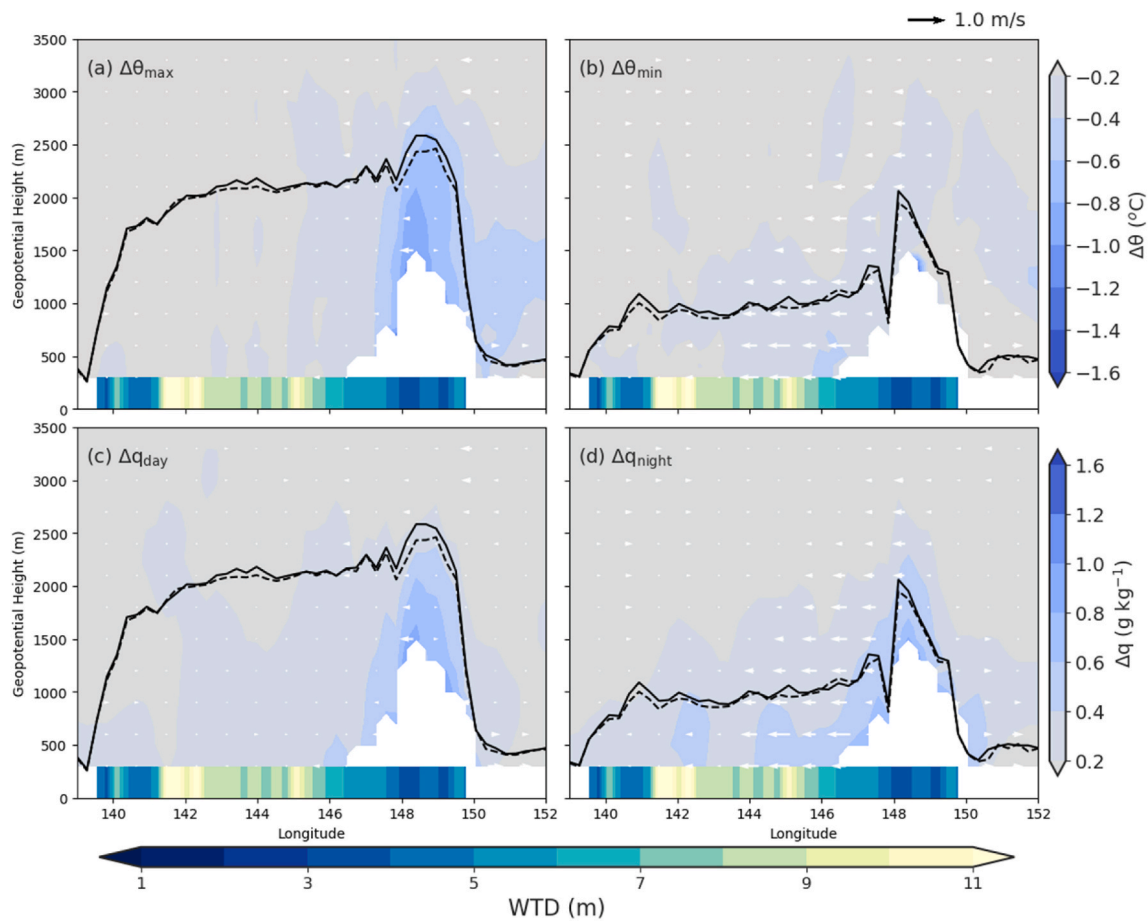 1.0 m/s
3500
3000
2500
2000
1500
1000
500
0
Geopotential Height (m)
(a) Δθmax
(b) Δθmin
−0.2
−0.4
−0.6
−0.8
−1.0
−1.2
−1.4
−1.6
Δθ (°C)
3500
3000
2500
2000
1500
1000
500
0
Geopotential Height (m)
(c) Δqday
(d) Δqnight
1.6
1.2
1.0
0.8
0.6
0.4
0.2
Δq (g kg−1)
140 142 144 146 148 150 152
Longitude
140 142 144 146 148 150 152
Longitude
1 3 5 7 9 11
WTD (m)